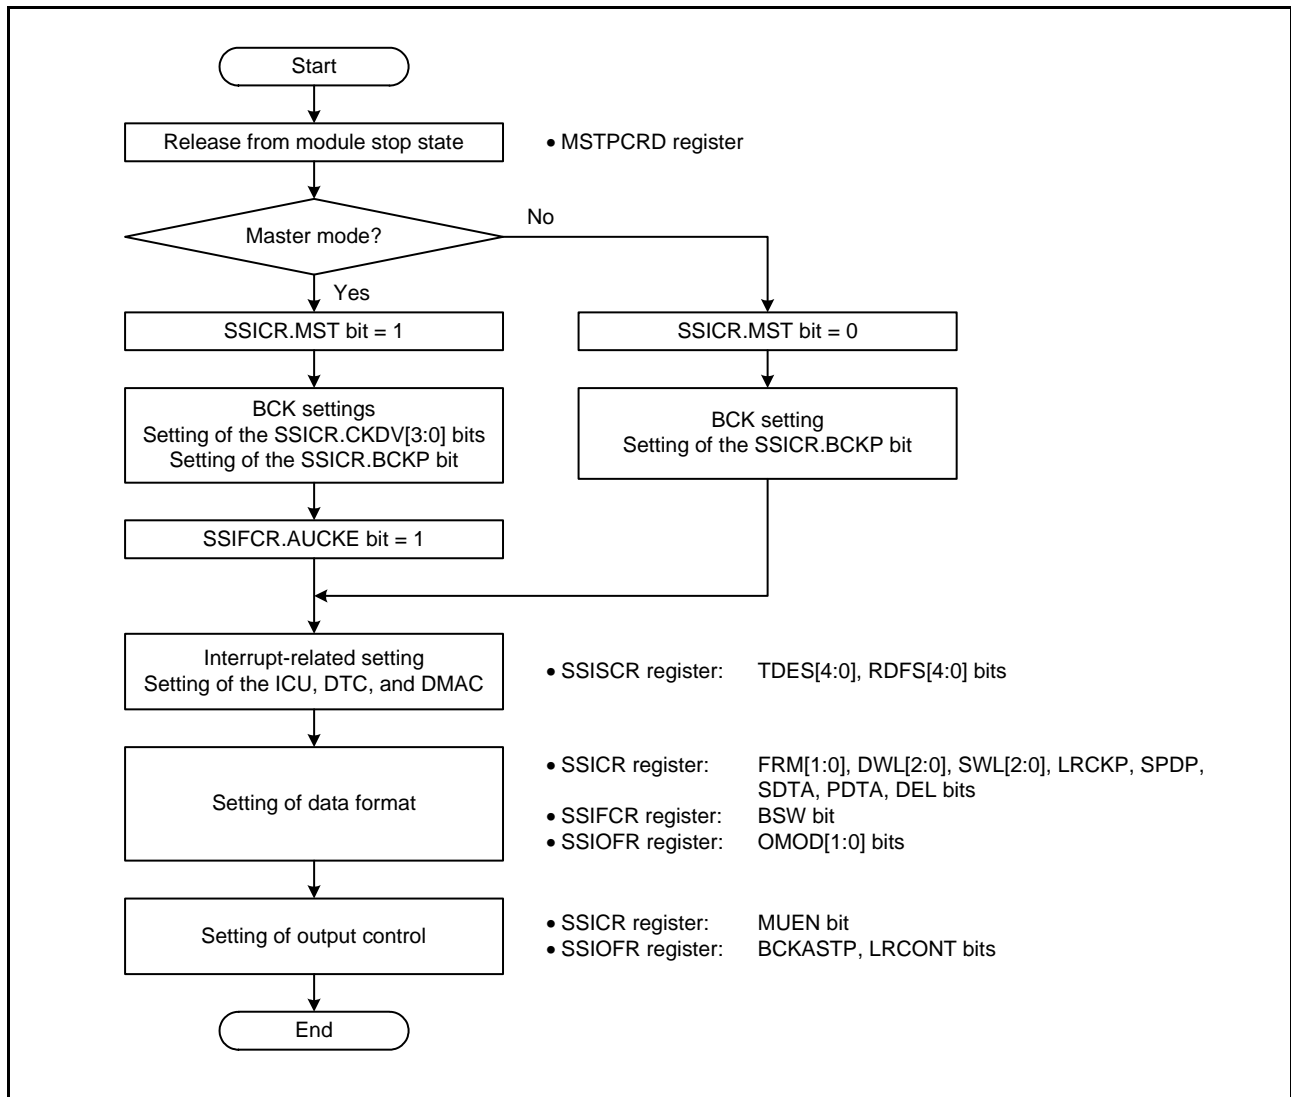 Start
Release from module stop state
• MSTPCRD register
Master mode?
No
Yes
SSICR.MST bit = 1
SSICR.MST bit = 0
BCK settings
Setting of the SSICR.CKDV[3:0] bits
Setting of the SSICR.BCKP bit
BCK setting
Setting of the SSICR.BCKP bit
SSIFCR.AUCKE bit = 1
Interrupt-related setting
Setting of the ICU, DTC, and DMAC
• SSISCR register: TDES[4:0], RDFS[4:0] bits
Setting of data format
• SSICR register: FRM[1:0], DWL[2:0], SWL[2:0], LRCKP, SPDP,
SDTA, PDTA, DEL bits
• SSIFCR register: BSW bit
• SSIOFR register: OMOD[1:0] bits
Setting of output control
• SSICR register: MUEN bit
• SSIOFR register: BCKASTP, LRCONT bits
End